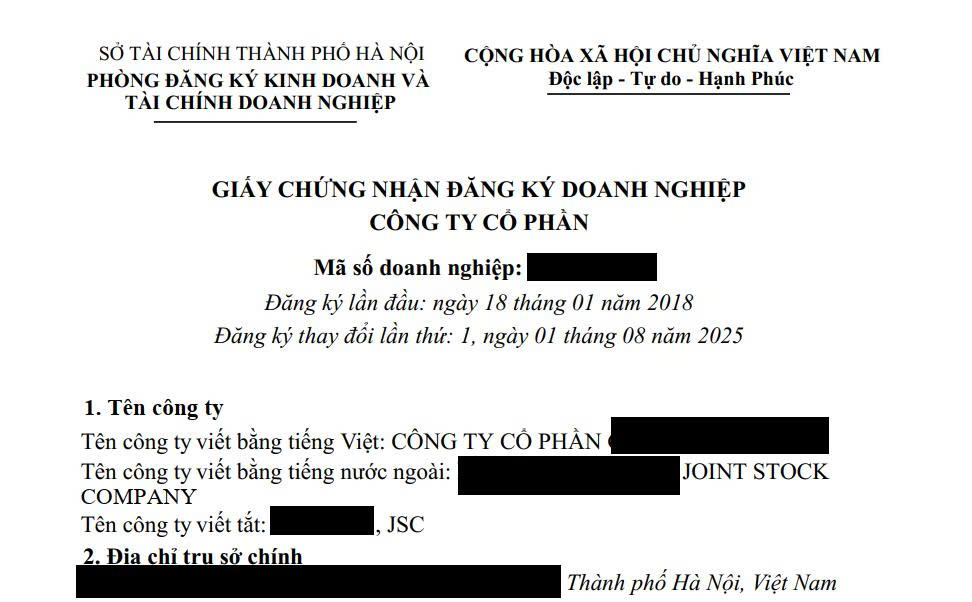 SỞ TÀI CHÍNH THÀNH PHỐ HÀ NỘI
PHÒNG ĐĂNG KÝ KINH DOANH VÀ
TÀI CHÍNH DOANH NGHIỆP
CỘNG HÒA XÃ HỘI CHỦ NGHĨA VIỆT NAM
Độc lập - Tự do - Hạnh Phúc
GIẤY CHỨNG NHẬN ĐĂNG KÝ DOANH NGHIỆP
CÔNG TY CỔ PHẦN
Mã số doanh nghiệp:
Đăng ký lần đầu: ngày 18 tháng 01 năm 2018
Đăng ký thay đổi lần thứ: 1, ngày 01 tháng 08 năm 2025
1. Tên công ty
Tên công ty viết bằng tiếng Việt: CÔNG TY CỔ PHẦN
Tên công ty viết bằng tiếng nước ngoài: JOINT STOCK
COMPANY
Tên công ty viết tắt: , JSC
2. Địa chỉ trụ sở chính
Thành phố Hà Nội, Việt Nam